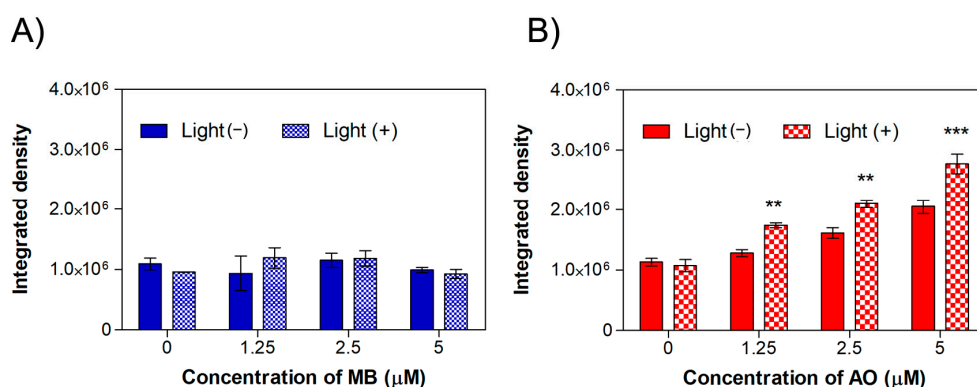 A)
Integrated density
4.0×10⁶
3.0×10⁶
2.0×10⁶
1.0×10⁶
0
Light (−)
Light (+)
0 1.25 2.5 5
Concentration of MB (μM)
B)
Integrated density
4.0×10⁶
3.0×10⁶
2.0×10⁶
1.0×10⁶
0
Light (−)
Light (+)
**
**
***
0 1.25 2.5 5
Concentration of AO (μM)